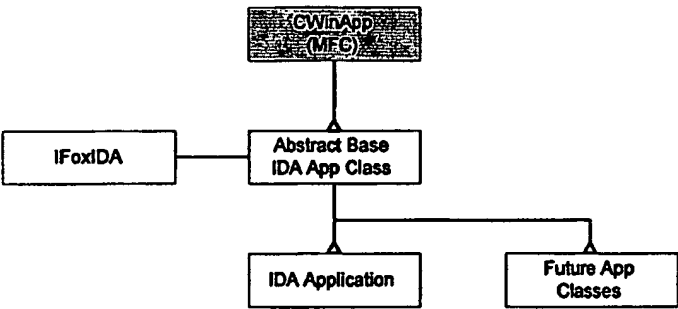 CWinApp
(MFC)
IFoxIDA
Abstract Base
IDA App Class
IDA Application
Future App
Classes